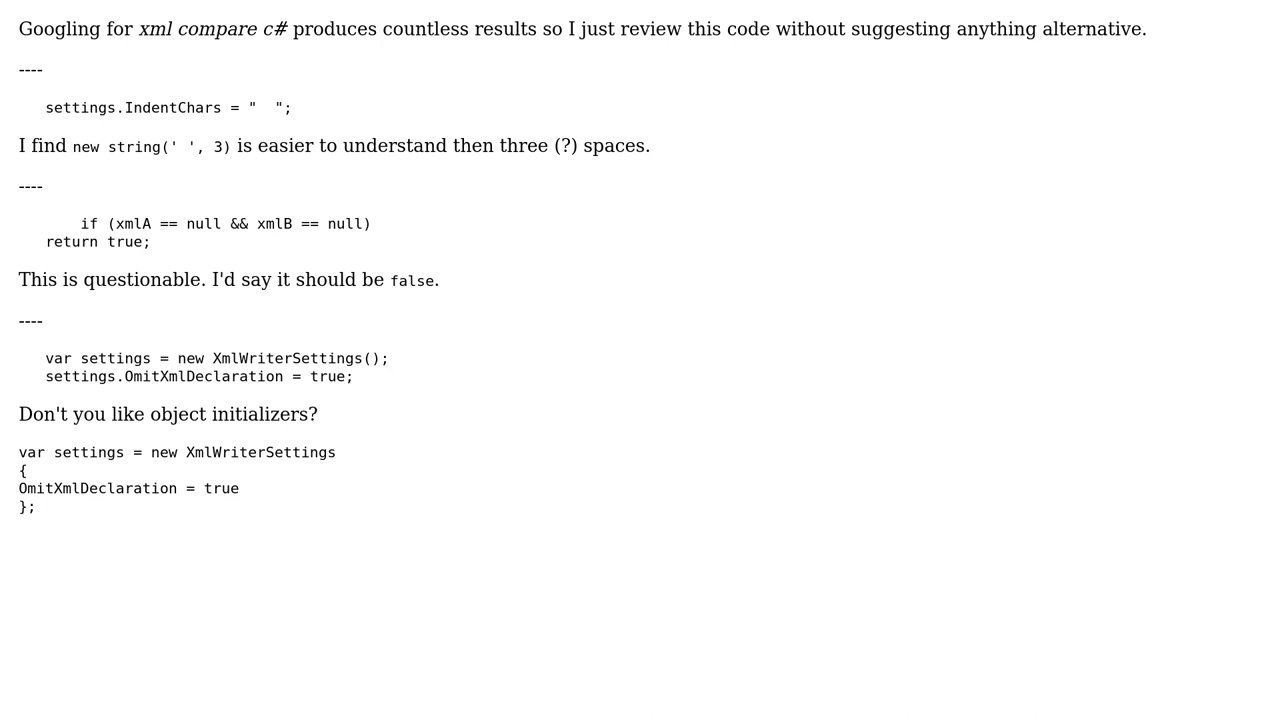 Googling for xml compare c# produces countless results so I just review this code without suggesting anything alternative.
----
settings.IndentChars = "  ";
I find new string(' ', 3) is easier to understand then three (?) spaces.
----
    if (xmlA == null && xmlB == null)
return true;
This is questionable. I'd say it should be false.
----
var settings = new XmlWriterSettings();
settings.OmitXmlDeclaration = true;
Don't you like object initializers?
var settings = new XmlWriterSettings
{
OmitXmlDeclaration = true
};